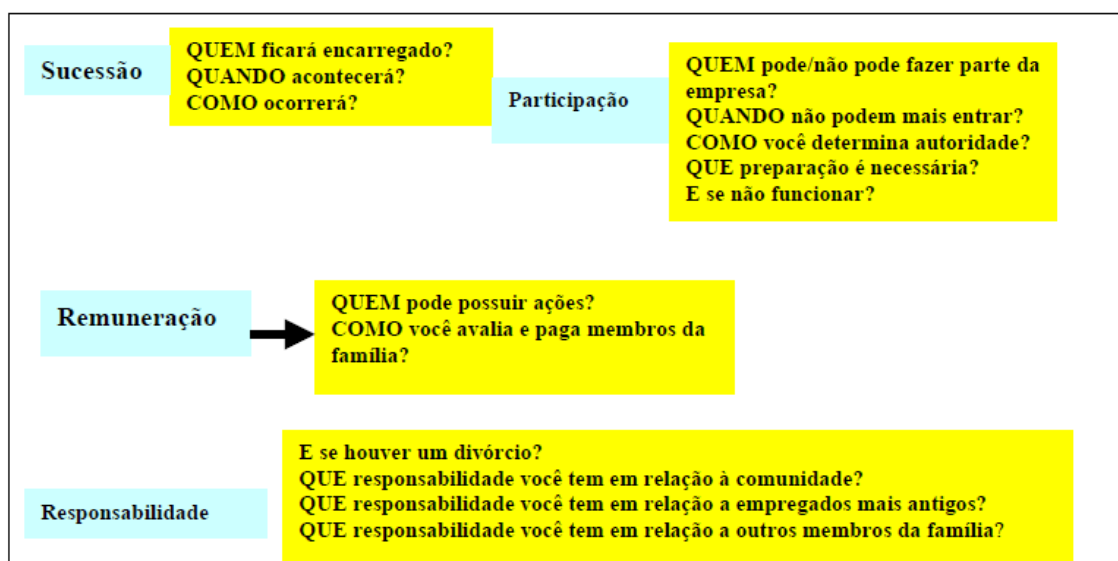 Sucessão
QUEM ficará encarregado?
QUANDO acontecerá?
COMO ocorrerá?
Participação
QUEM pode/não pode fazer parte da
empresa?
QUANDO não podem mais entrar?
COMO você determina autoridade?
QUE preparação é necessária?
E se não funcionar?
Remuneração
QUEM pode possuir ações?
COMO você avalia e paga membros da
família?
Responsabilidade
E se houver um divórcio?
QUE responsabilidade você tem em relação à comunidade?
QUE responsabilidade você tem em relação a empregados mais antigos?
QUE responsabilidade você tem em relação a outros membros da família?